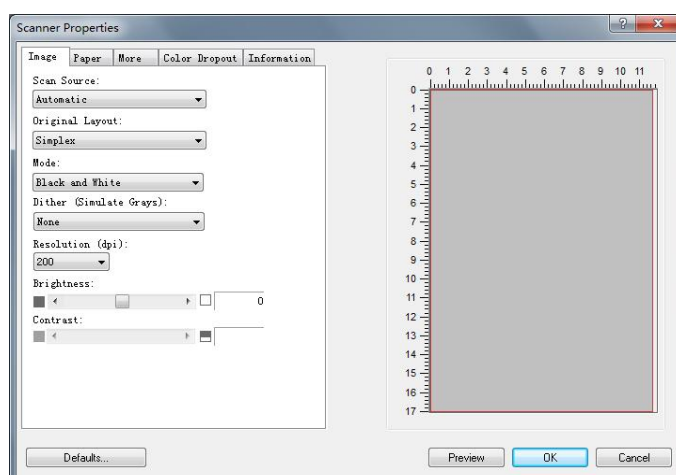 Scanner Properties
Image Paper More Color Dropout Information
Scan Source:
Automatic
Original Layout:
Simplex
Mode:
Black and White
Dither (Simulate Grays):
None
Resolution (dpi):
200
Brightness:
0
Contrast:
0 1 2 3 4 5 6 7 8 9 10 11
0
1
2
3
4
5
6
7
8
9
10
11
12
13
14
15
16
17
Defaults... Preview OK Cancel